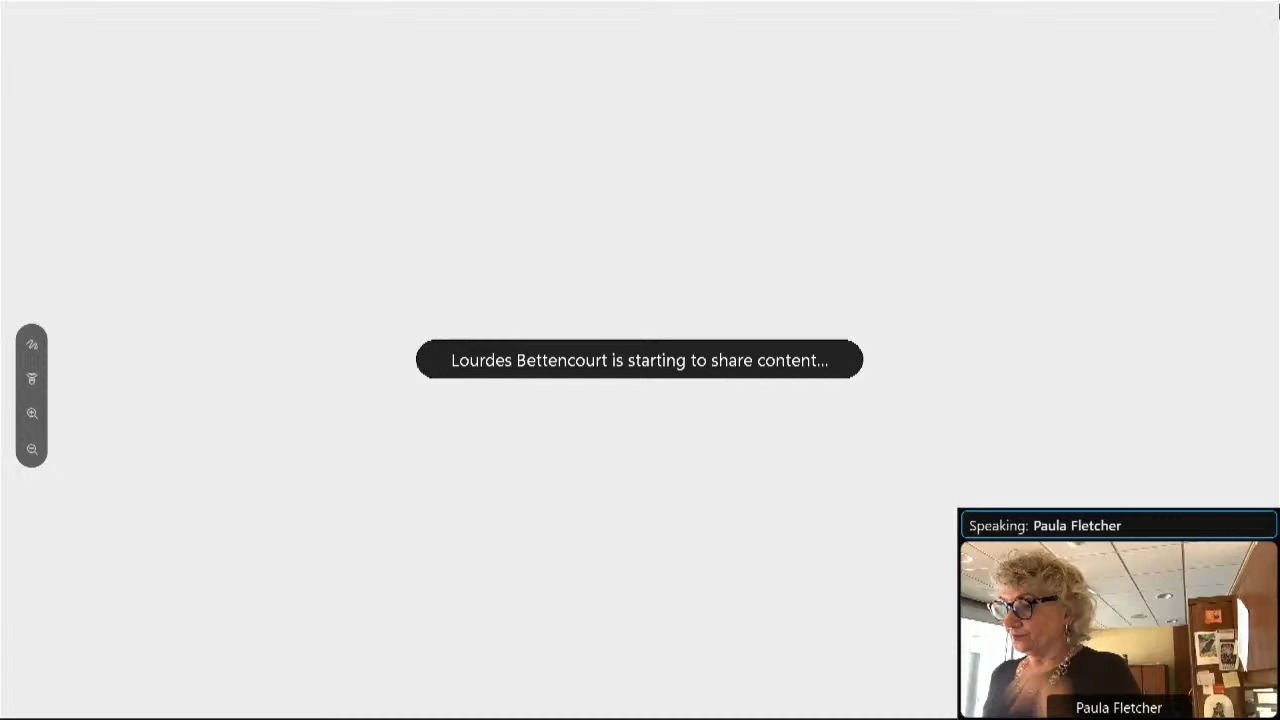 Lourdes Bettencourt is starting to share content...
Speaking: Paula Fletcher
Paula Fletcher